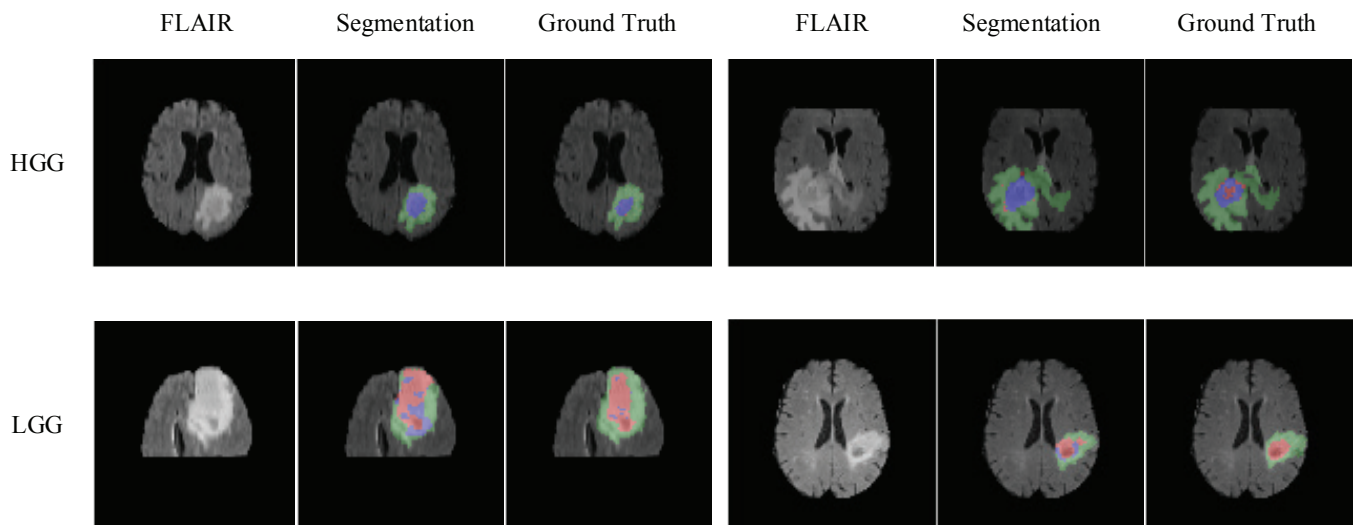 FLAIR Segmentation Ground Truth FLAIR Segmentation Ground Truth
HGG
LGG